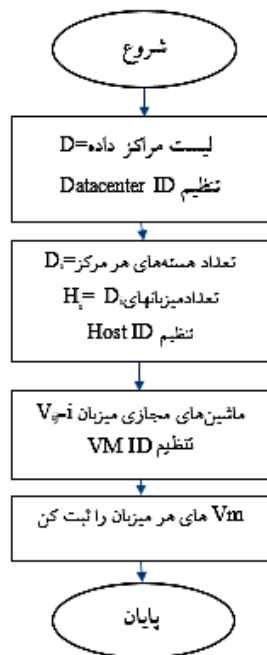 شروع
لیست مراکز داده=D
تنظیم Datacenter ID
تعداد هسته‌های هر مرکز=Dᵢ
تعدادمیزبانهای Hᵢ= Dᵢ
تنظیم Host ID
ماشین‌های مجازی میزبان Vᵢⱼ=i
تنظیم VM ID
Vm های هر میزبان را ثبت کن
پایان